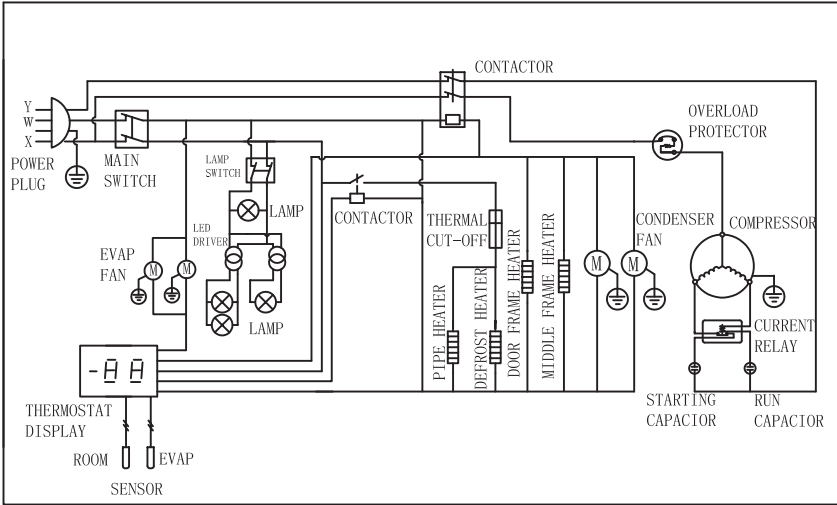 CONTACTOR
Y
W
X
POWER
PLUG
MAIN
SWITCH
LAMP
SWITCH
OVERLOAD
PROTECTOR
LAMP
CONTACTOR
THERMAL
CUT-OFF
LED
DRIVER
EVAP
FAN
M
M
LAMP
PIPE HEATER
DEFROST HEATER
DOOR FRAME HEATER
MIDDLE FRAME HEATER
CONDENSER
FAN
M
M
COMPRESSOR
CURRENT
RELAY
STARTING
CAPACIOR
RUN
CAPACIOR
-88
THERMOSTAT
DISPLAY
ROOM
EVAP
SENSOR